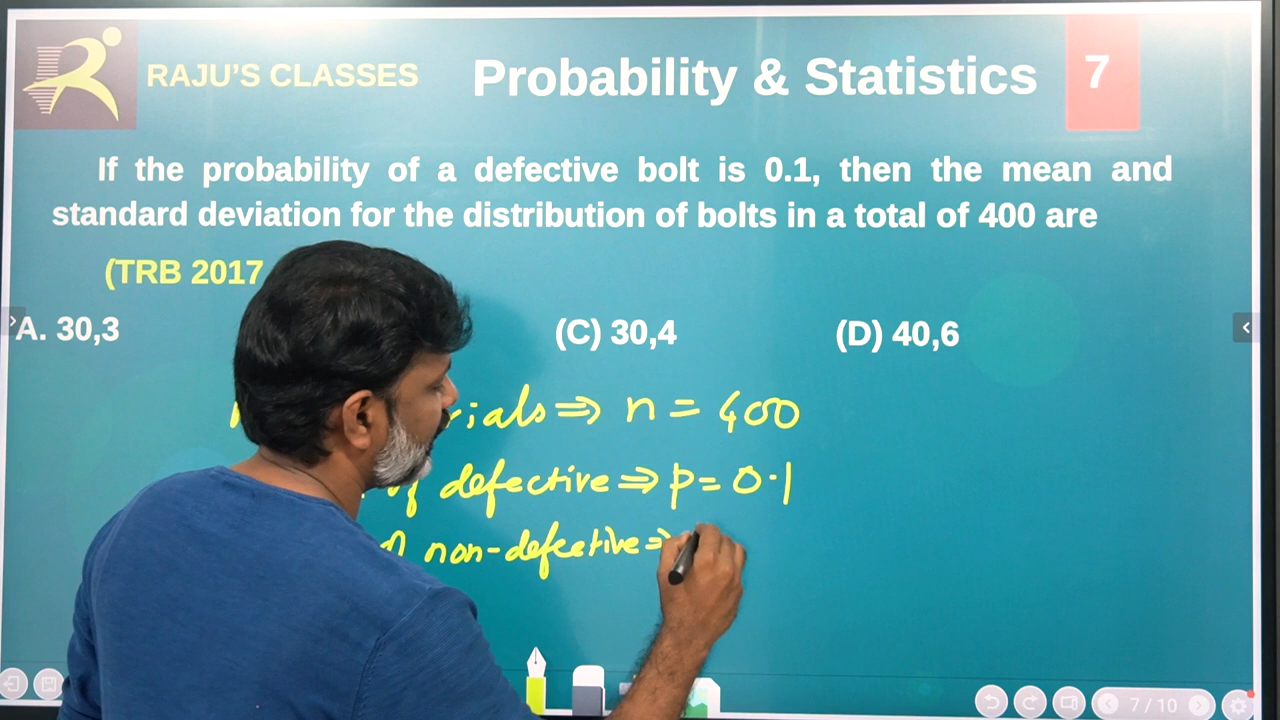 RAJU'S CLASSES
Probability & Statistics
7
If the probability of a defective bolt is 0.1, then the mean and
standard deviation for the distribution of bolts in a total of 400 are
(TRB 2017
A. 30,3 (C) 30,4 (D) 40,6
⇒ n = 400
defective ⇒ p = 0.1
non-defective ⇒
7 / 10